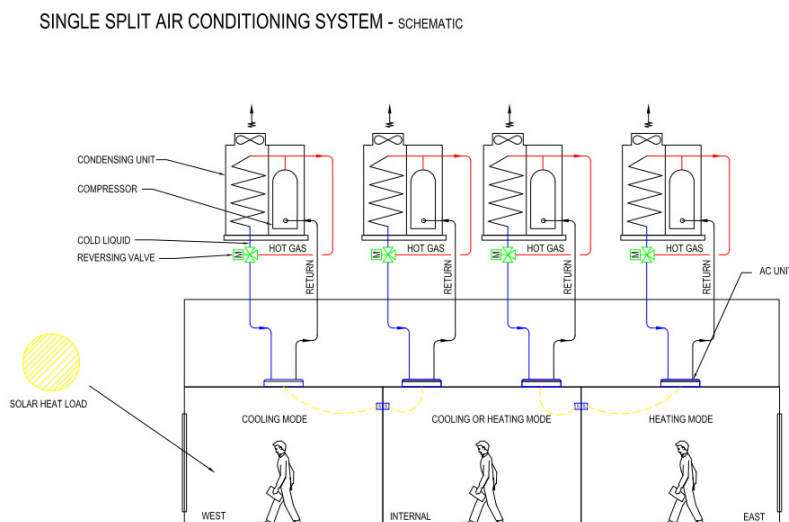 SINGLE SPLIT AIR CONDITIONING SYSTEM - SCHEMATIC
CONDENSING UNIT
COMPRESSOR
COLD LIQUID
REVERSING VALVE
M
HOT GAS
RETURN
M
HOT GAS
RETURN
M
HOT GAS
RETURN
M
HOT GAS
RETURN
AC UNI
SOLAR HEAT LOAD
COOLING MODE
COOLING OR HEATING MODE
HEATING MODE
WEST
INTERNAL
EAST